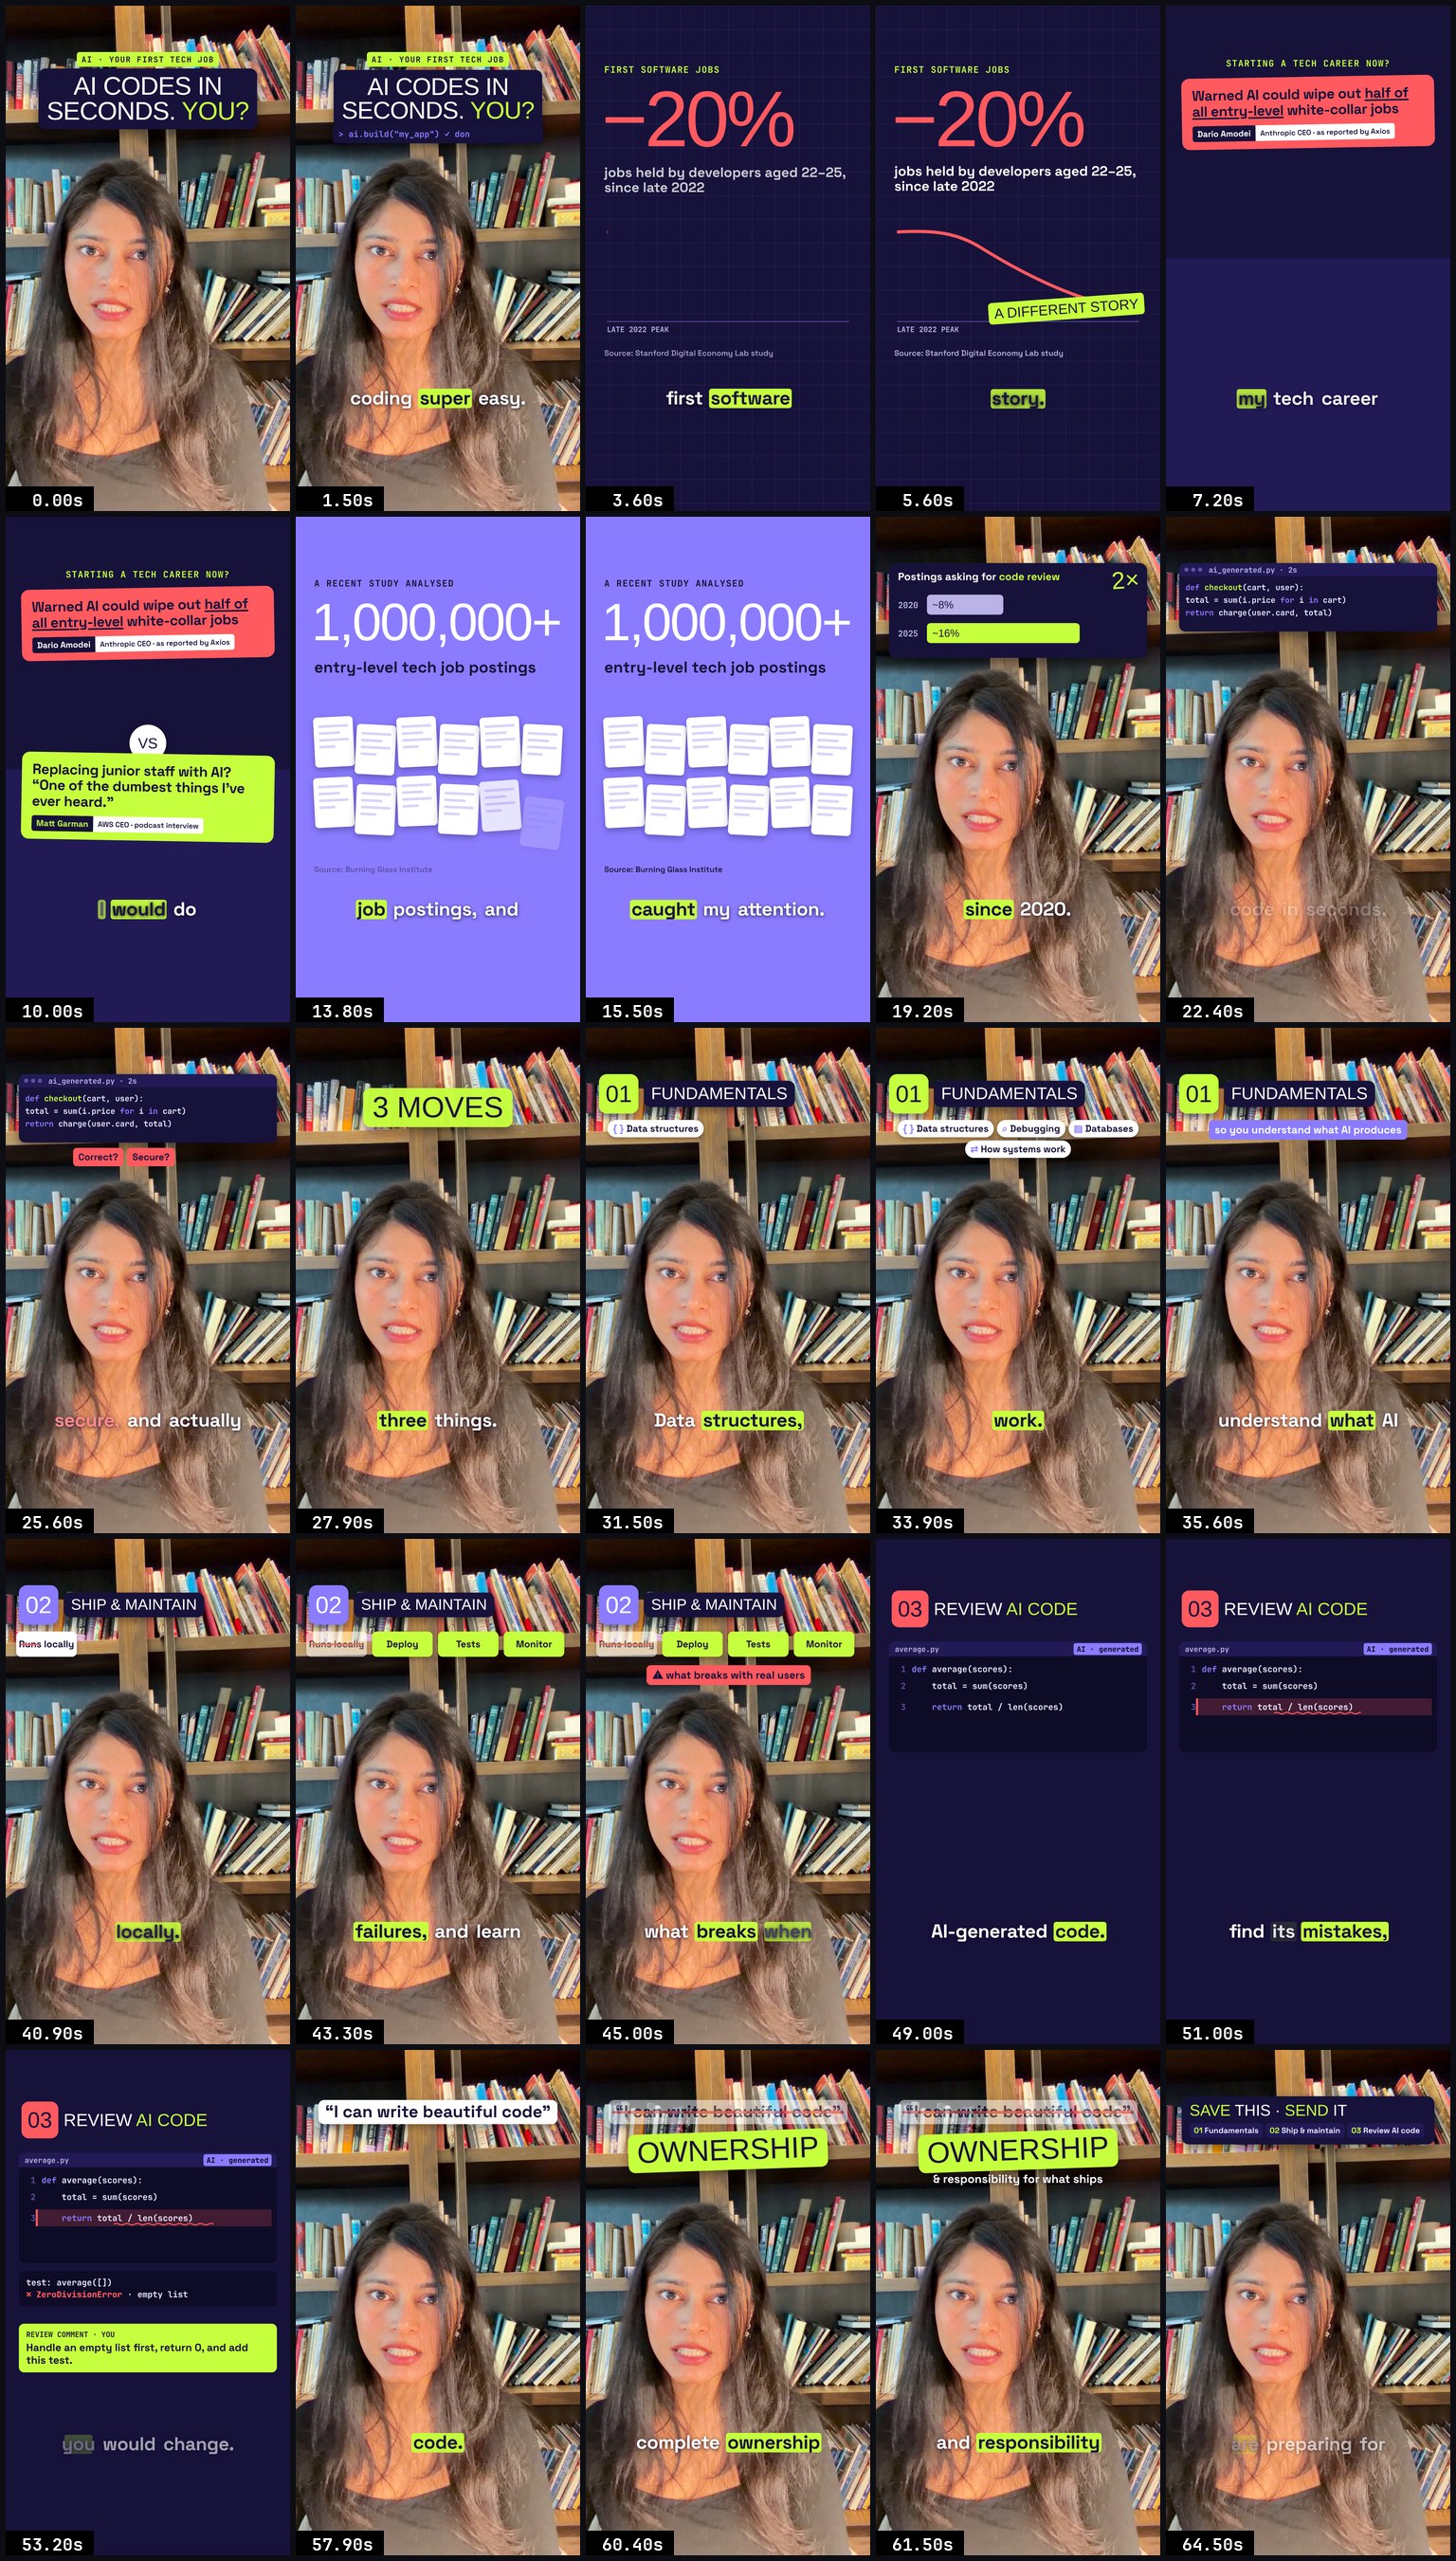 AI · YOUR FIRST TECH JOB
AI CODES IN
SECONDS. YOU?
0.00s
AI · YOUR FIRST TECH JOB
AI CODES IN
SECONDS. YOU?
> ai.build("my_app") ✓ don
coding super easy.
1.50s
FIRST SOFTWARE JOBS
−20%
jobs held by developers aged 22–25,
since late 2022
LATE 2022 PEAK
Source: Stanford Digital Economy Lab study
first software
3.60s
FIRST SOFTWARE JOBS
−20%
jobs held by developers aged 22–25,
since late 2022
A DIFFERENT STORY
LATE 2022 PEAK
Source: Stanford Digital Economy Lab study
story.
5.60s
STARTING A TECH CAREER NOW?
Warned AI could wipe out half of
all entry-level white-collar jobs
Dario Amodei Anthropic CEO · as reported by Axios
my tech career
7.20s
STARTING A TECH CAREER NOW?
Warned AI could wipe out half of
all entry-level white-collar jobs
Dario Amodei Anthropic CEO · as reported by Axios
VS
Replacing junior staff with AI?
“One of the dumbest things I’ve
ever heard.”
Matt Garman AWS CEO · podcast interview
I would do
10.00s
A RECENT STUDY ANALYSED
1,000,000+
entry-level tech job postings
Source: Burning Glass Institute
job postings, and
13.80s
A RECENT STUDY ANALYSED
1,000,000+
entry-level tech job postings
Source: Burning Glass Institute
caught my attention.
15.50s
Postings asking for code review 2×
2020 ~8%
2025 ~16%
since 2020.
19.20s
ai_generated.py · 2s
def checkout(cart, user):
total = sum(i.price for i in cart)
return charge(user.card, total)
code in seconds.
22.40s
ai_generated.py · 2s
def checkout(cart, user):
total = sum(i.price for i in cart)
return charge(user.card, total)
Correct? Secure?
secure. and actually
25.60s
3 MOVES
three things.
27.90s
01 FUNDAMENTALS
{ } Data structures
Data structures,
31.50s
01 FUNDAMENTALS
{ } Data structures Debugging Databases
⇄ How systems work
work.
33.90s
01 FUNDAMENTALS
so you understand what AI produces
understand what AI
35.60s
02 SHIP & MAINTAIN
Runs locally
locally.
40.90s
02 SHIP & MAINTAIN
Runs locally Deploy Tests Monitor
failures, and learn
43.30s
02 SHIP & MAINTAIN
Runs locally Deploy Tests Monitor
⚠ what breaks with real users
what breaks when
45.00s
03 REVIEW AI CODE
average.py AI · generated
1 def average(scores):
2 total = sum(scores)
3 return total / len(scores)
AI-generated code.
49.00s
03 REVIEW AI CODE
average.py AI · generated
1 def average(scores):
2 total = sum(scores)
3 return total / len(scores)
find its mistakes,
51.00s
03 REVIEW AI CODE
average.py AI · generated
1 def average(scores):
2 total = sum(scores)
3 return total / len(scores)
test: average([])
× ZeroDivisionError · empty list
REVIEW COMMENT · YOU
Handle an empty list first, return 0, and add
this test.
you would change.
53.20s
“I can write beautiful code”
code.
57.90s
“I can write beautiful code”
OWNERSHIP
complete ownership
60.40s
“I can write beautiful code”
OWNERSHIP
& responsibility for what ships
and responsibility
61.50s
SAVE THIS · SEND IT
01 Fundamentals 02 Ship & maintain 03 Review AI code
are preparing for
64.50s